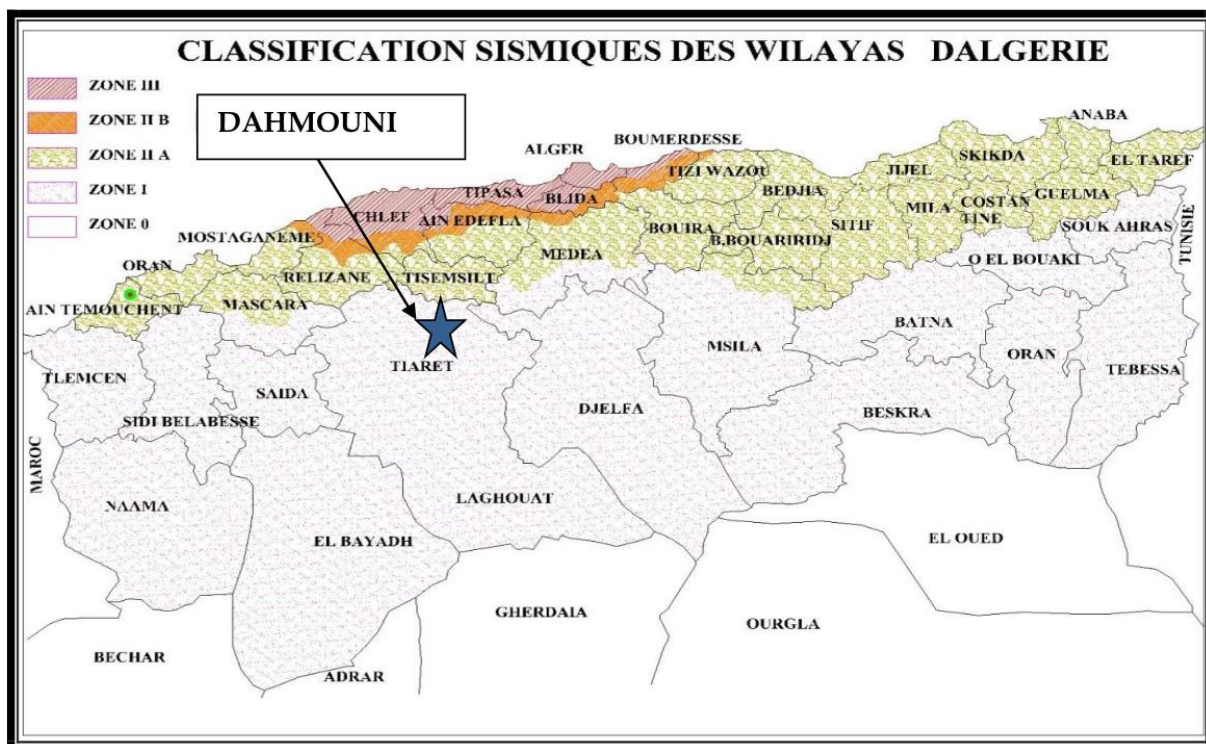 CLASSIFICATION SISMIQUES DES WILAYAS DALGERIE
ZONE III
ZONE II B
ZONE II A
ZONE I
ZONE 0
DAHMOUNI
ALGER
BOUMERDESSE
ANABA
TIPASA
BLIDA
TIZI WAZOU
BEDJIA
JIJEL
SKIKDA
EL TAREF
CHLEF
AIN EDEFLA
MOSTAGANEME
BOUIRA
B.BOUARIRIDJ
SITIF
MILA
COSTAN
TINE
GUELMA
SOUK AHRAS
TUNISIE
ORAN
RELIZANE
TISEMSILT
MEDEA
O EL BOUAKI
AIN TEMOUCHENT
MASCARA
TLEMCEN
SIDI BELABESSE
SAIDA
TIARET
DJELFA
MSILA
BATNA
ORAN
TEBESSA
BESKRA
MAROC
NAAMA
EL BAYADH
LAGHOUAT
EL OUED
GHERDAIA
OURGLA
BECHAR
ADRAR